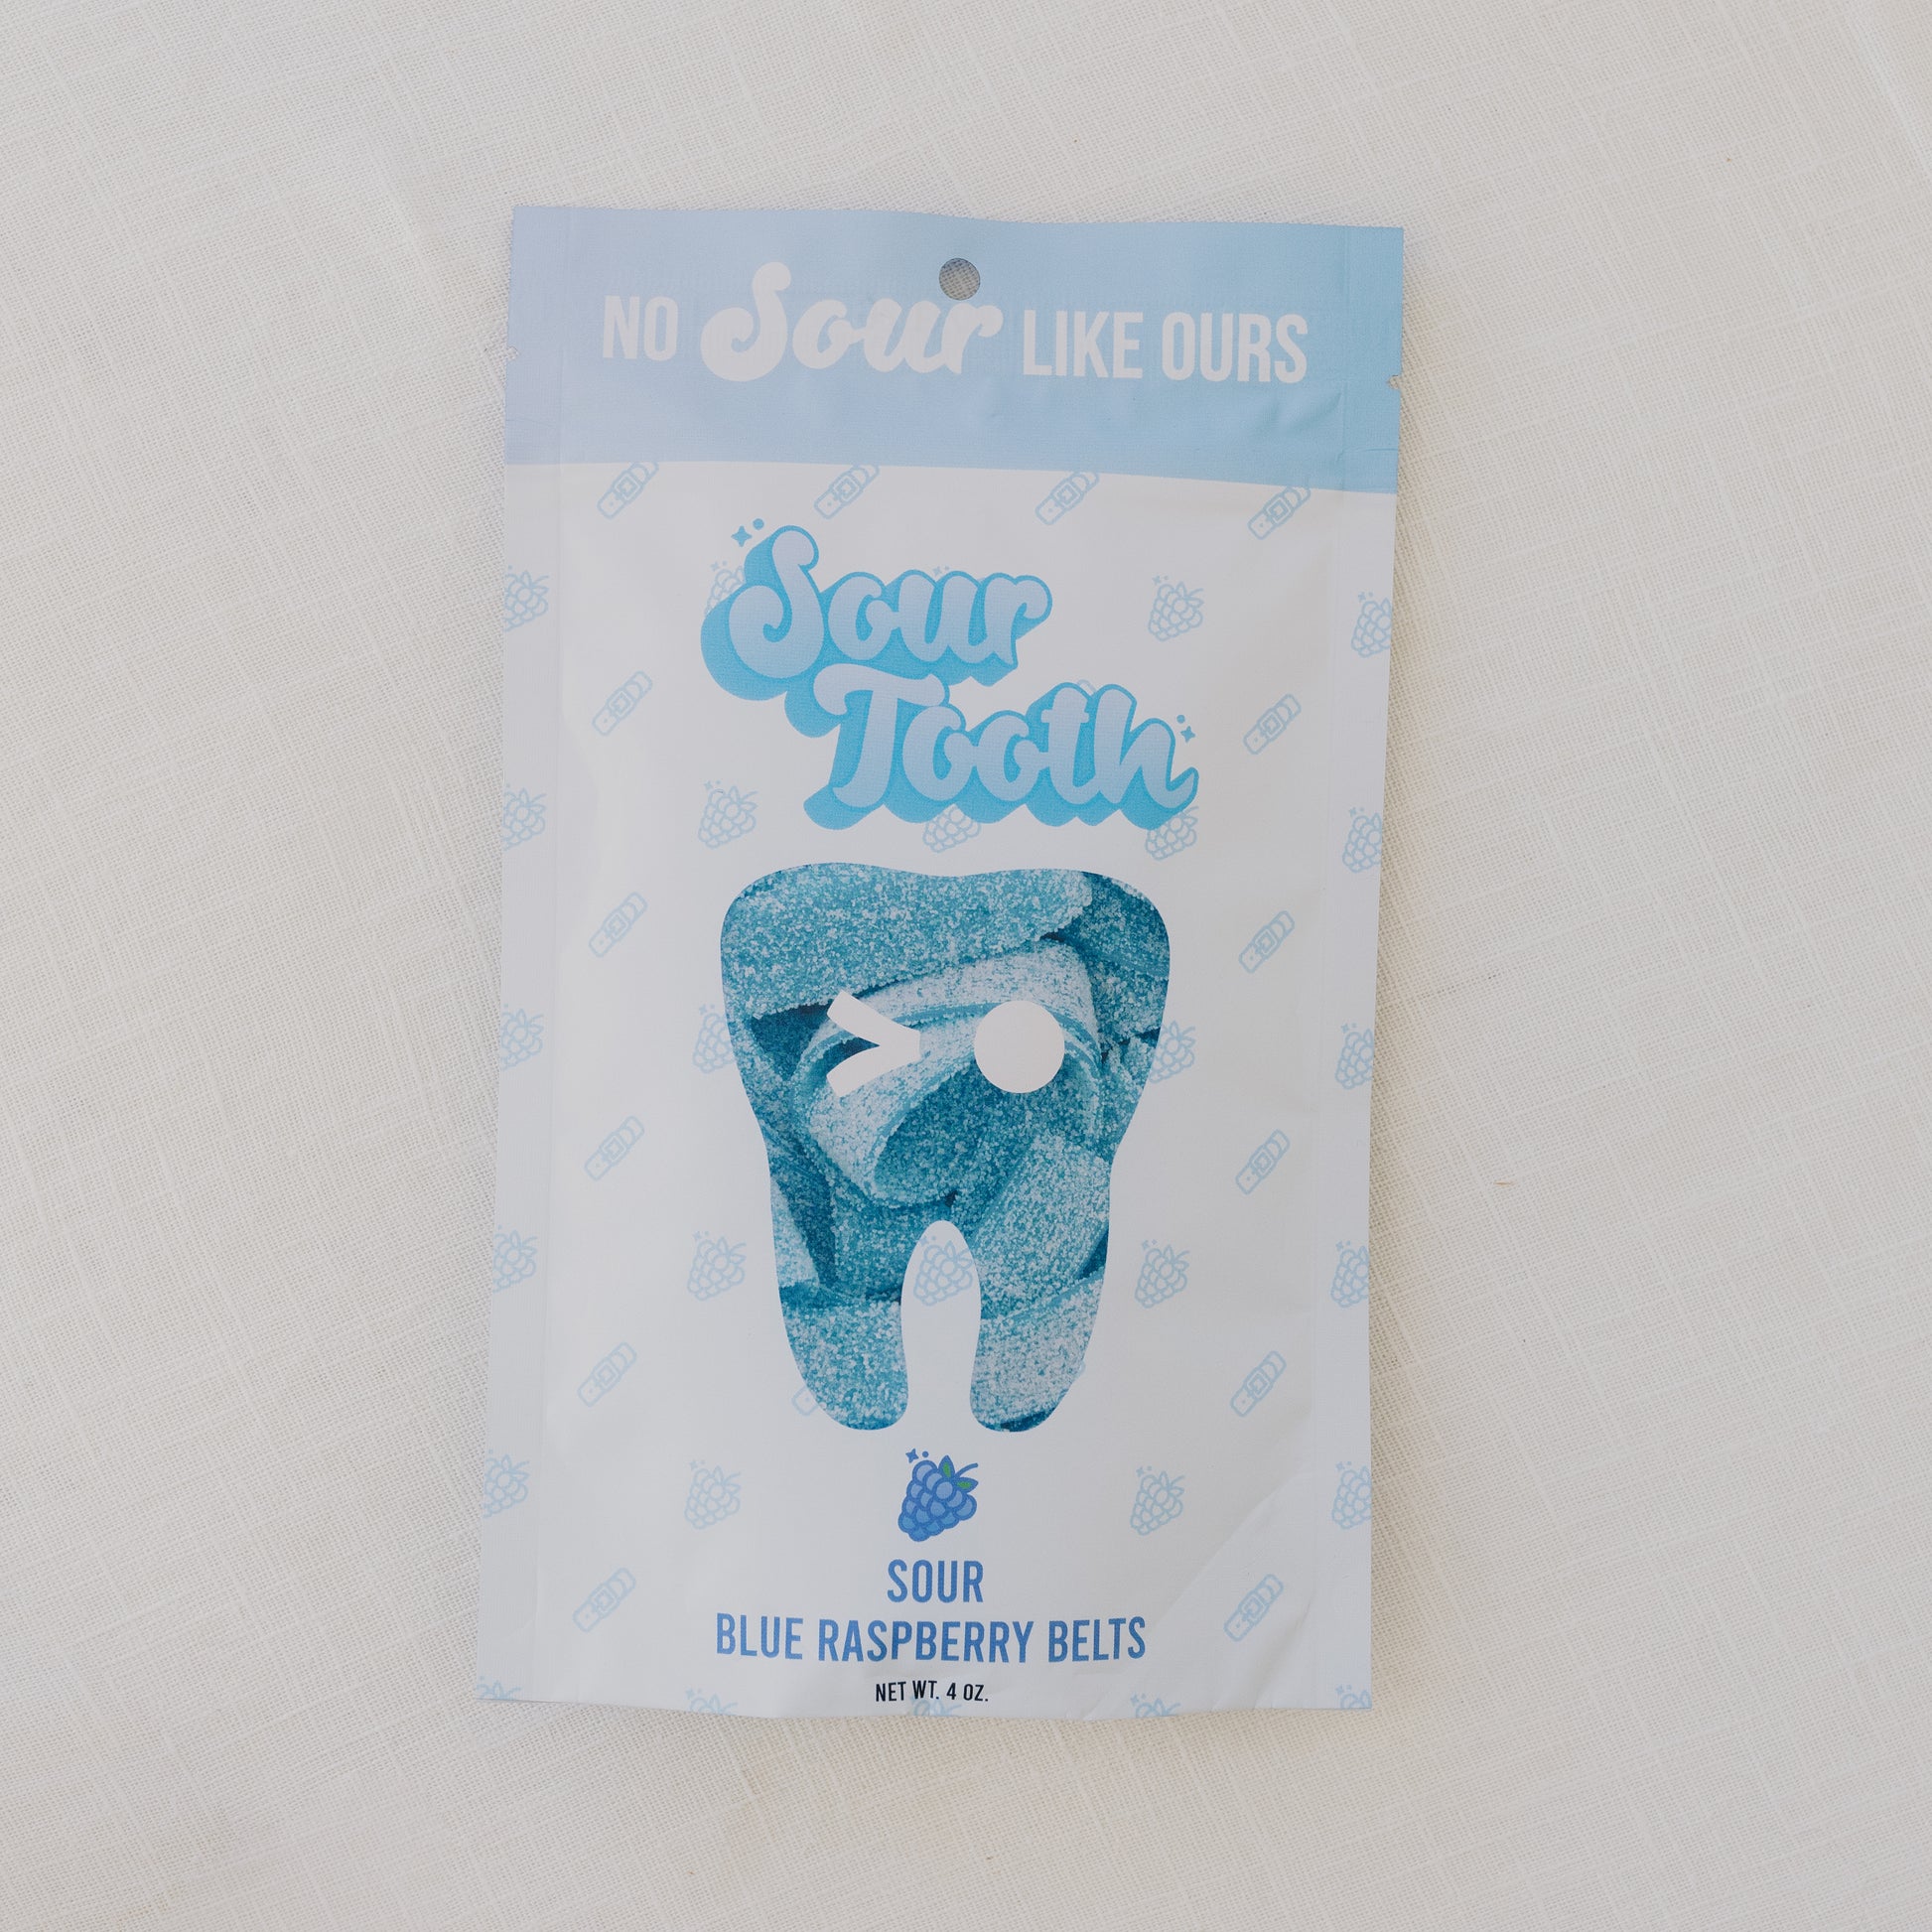 NO Sour LIKE OURS
Sour
Tooth
SOUR
BLUE RASPBERRY BELTS
NET WT. 4 OZ.